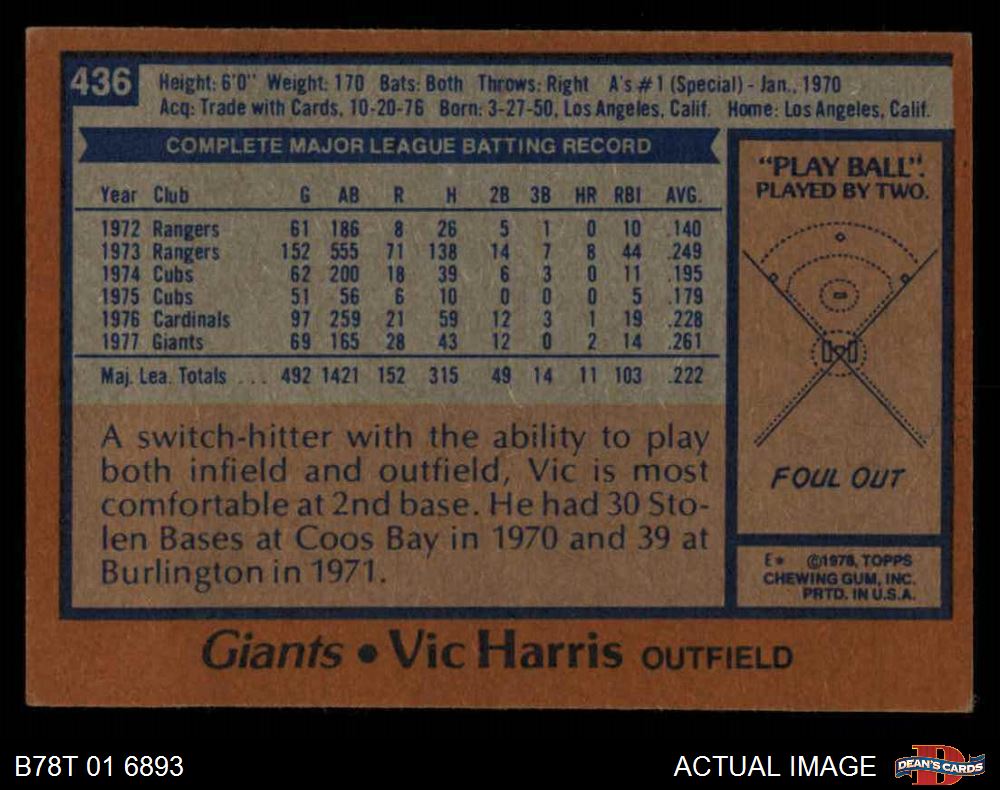 436
Height: 6'0" Weight: 170 Bats: Both Throws: Right A's #1 (Special) - Jan., 1970
Acq: Trade with Cards, 10-20-76 Born: 3-27-50, Los Angeles, Calif. Home: Los Angeles, Calif.
COMPLETE MAJOR LEAGUE BATTING RECORD
Year Club G AB R H 2B 3B HR RBI AVG.
1972 Rangers 61 186 8 26 5 1 0 10 .140
1973 Rangers 152 555 71 138 14 7 8 44 .249
1974 Cubs 62 200 18 39 6 3 0 11 .195
1975 Cubs 51 56 6 10 0 0 0 5 .179
1976 Cardinals 97 259 21 59 12 3 1 19 .228
1977 Giants 69 165 28 43 12 0 2 14 .261
Maj. Lea. Totals ... 492 1421 152 315 49 14 11 103 .222
A switch-hitter with the ability to play
both infield and outfield, Vic is most
comfortable at 2nd base. He had 30 Sto-
len Bases at Coos Bay in 1970 and 39 at
Burlington in 1971.
"PLAY BALL".
PLAYED BY TWO.
FOUL OUT
E* ©1978, TOPPS
CHEWING GUM, INC.
PRTD. IN U.S.A.
Giants • Vic Harris OUTFIELD
B78T 01 6893
ACTUAL IMAGE
D
DEAN'S CARDS